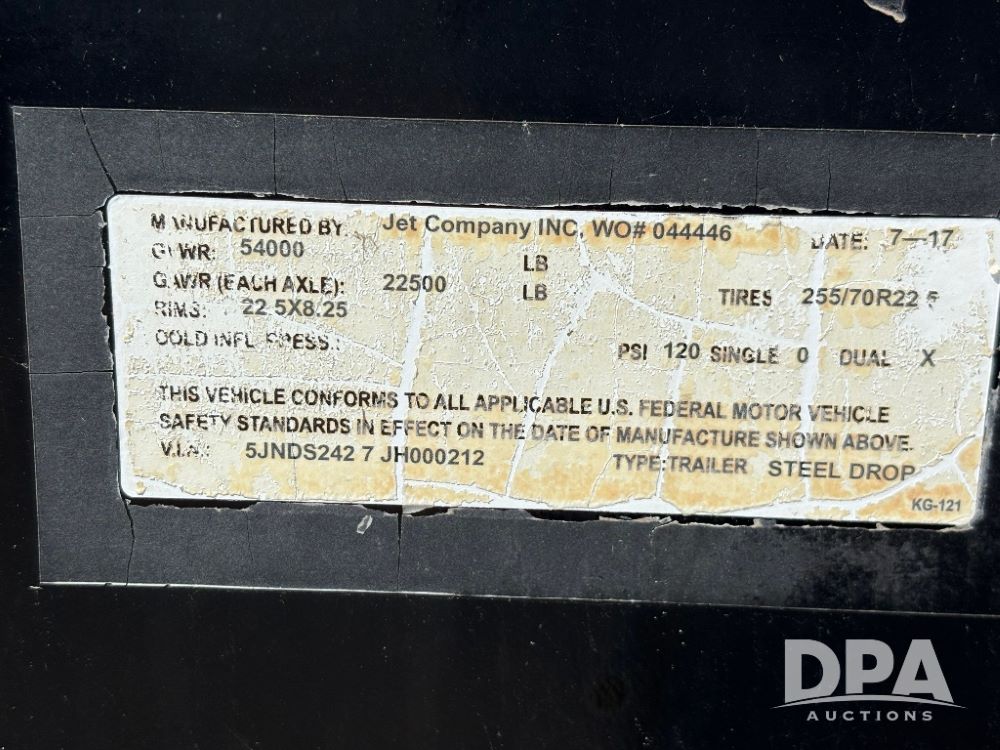 MANUFACTURED BY: Jet Company INC, WO# 044446 DATE: 7—17
GVWR: 54000 LB
GAWR (EACH AXLE): 22500 LB TIRES 255/70R22.5
RIMS: 22.5X8.25
COLD INFL. PRESS.: PSI 120 SINGLE 0 DUAL X
THIS VEHICLE CONFORMS TO ALL APPLICABLE U.S. FEDERAL MOTOR VEHICLE
SAFETY STANDARDS IN EFFECT ON THE DATE OF MANUFACTURE SHOWN ABOVE.
V.I.N.: 5JNDS242 7 JH000212 TYPE:TRAILER STEEL DROP
KG-121
DPA
AUCTIONS